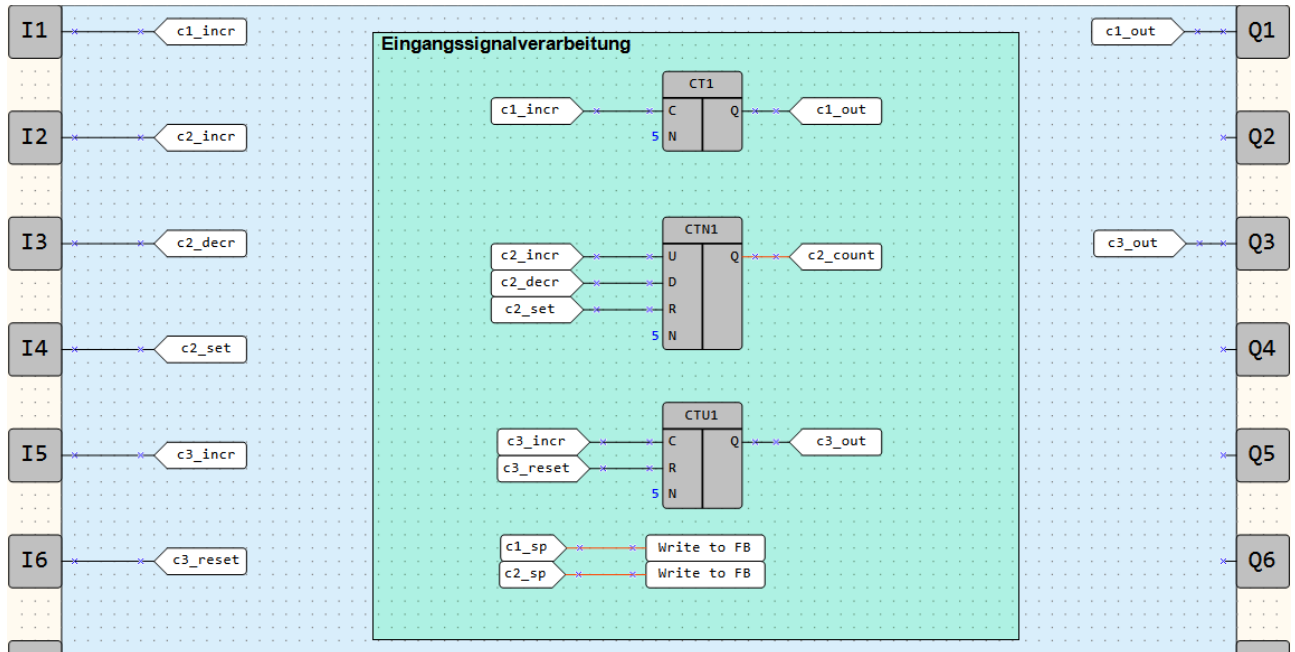 I1
c1_incr
c1_out
Q1
Eingangssignalverarbeitung
CT1
c1_incr
C
Q
c1_out
5
N
I2
c2_incr
Q2
I3
c2_decr
c3_out
Q3
CTN1
c2_incr
U
Q
c2_count
c2_decr
D
c2_set
R
5
N
I4
c2_set
Q4
CTU1
c3_incr
C
Q
c3_out
c3_reset
R
5
N
I5
c3_incr
Q5
c1_sp
Write to FB
c2_sp
Write to FB
I6
c3_reset
Q6